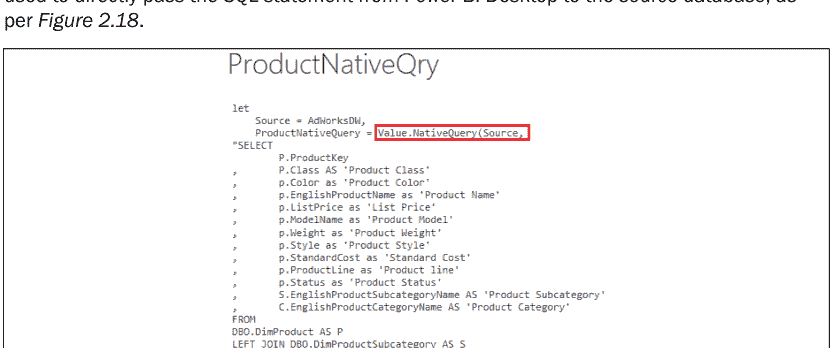 used to directly pass the SQL statement from Power BI Desktop to the source database, as
per Figure 2.18.
ProductNativeQry
let
Source = AdWorksDW,
ProductNativeQuery = Value.NativeQuery(Source,
"SELECT
P.ProductKey
, P.Class AS 'Product Class'
, P.Color as 'Product Color'
, p.EnglishProductName as 'Product Name'
, p.ListPrice as 'List Price'
, p.ModelName as 'Product Model'
, p.Weight as 'Product Weight'
, p.Style as 'Product Style'
, p.StandardCost as 'Standard Cost'
, p.ProductLine as 'Product line'
, p.Status as 'Product Status'
, S.EnglishProductSubcategoryName AS 'Product Subcategory'
, C.EnglishProductCategoryName AS 'Product Category'
FROM
DBO.DimProduct AS P
LEFT JOIN DBO.DimProductSubcategory AS S